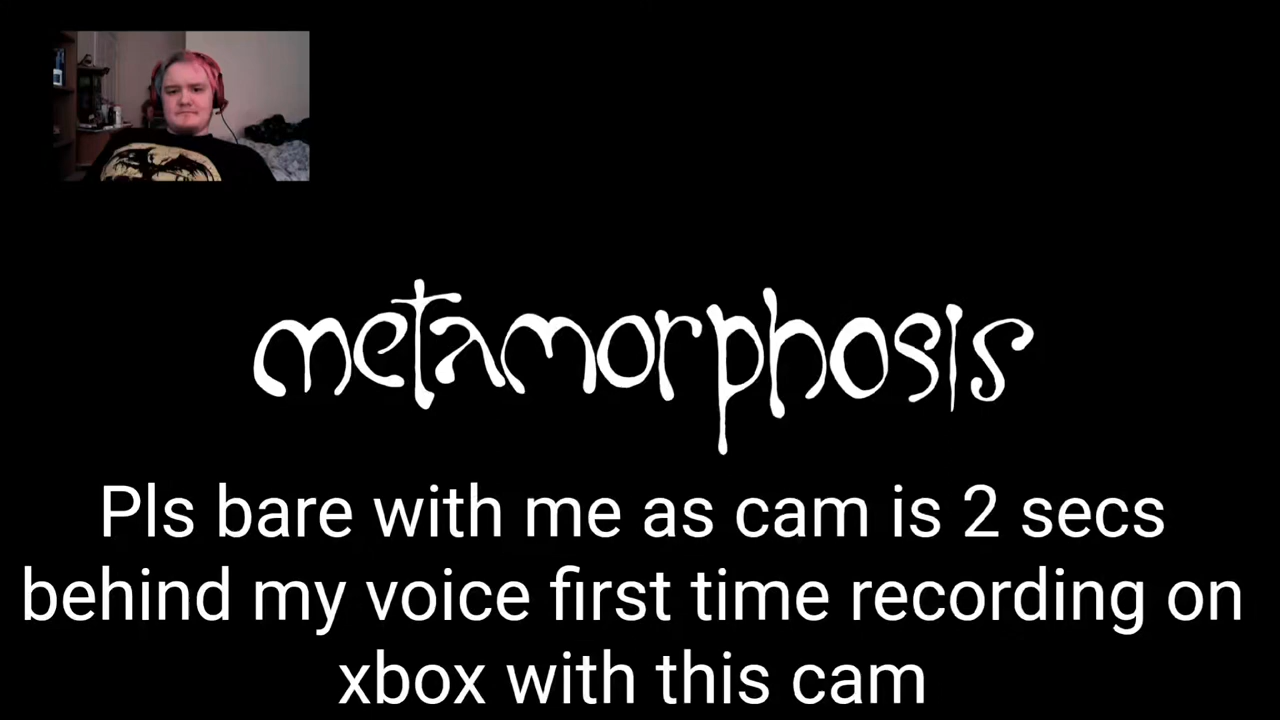 metamorphosis
Pls bare with me as cam is 2 secs
behind my voice first time recording on
xbox with this cam